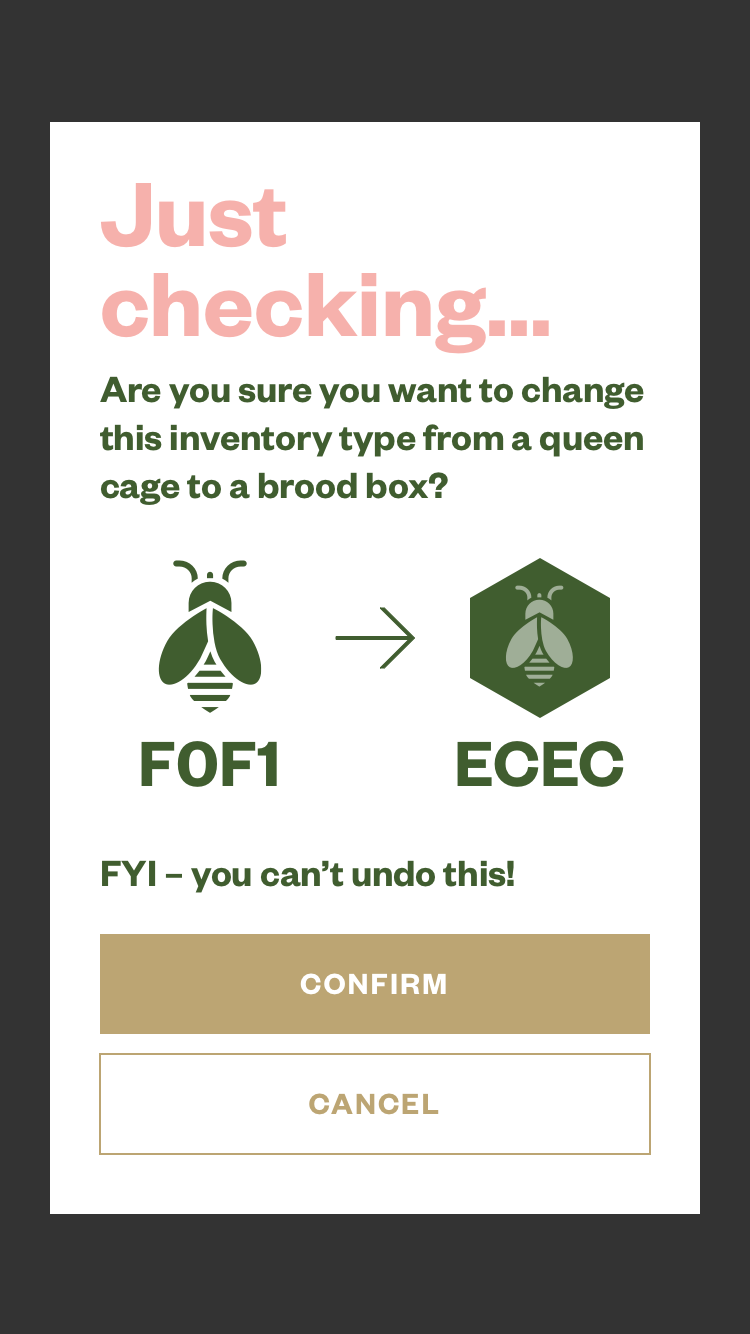 Just
checking...
Are you sure you want to change
this inventory type from a queen
cage to a brood box?
F0F1
ECEC
FYI – you can’t undo this!
CONFIRM
CANCEL